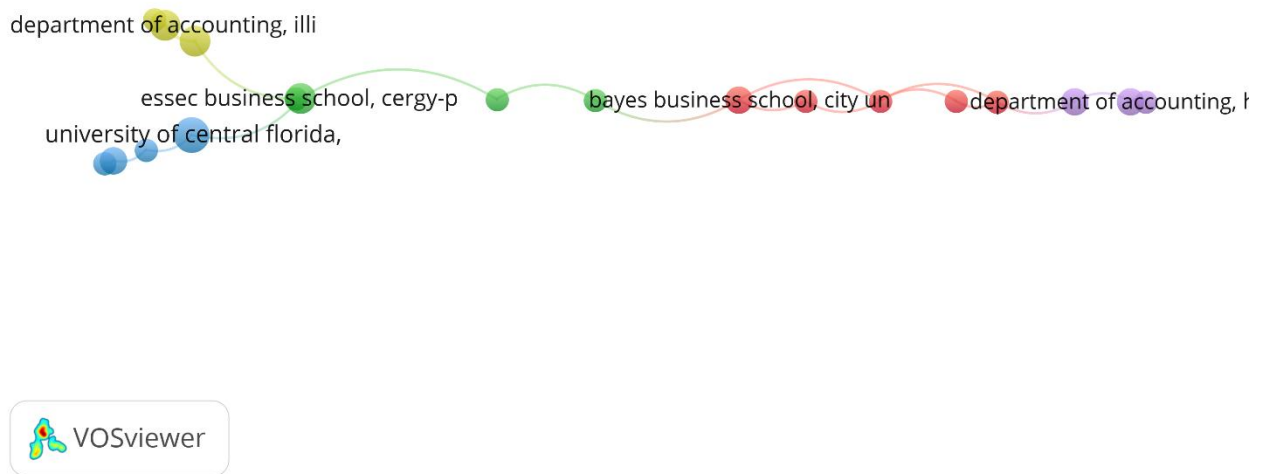 department of accounting, illi
essec business school, cergy-p
bayes business school, city un
department of accounting, h
university of central florida,
VOSviewer